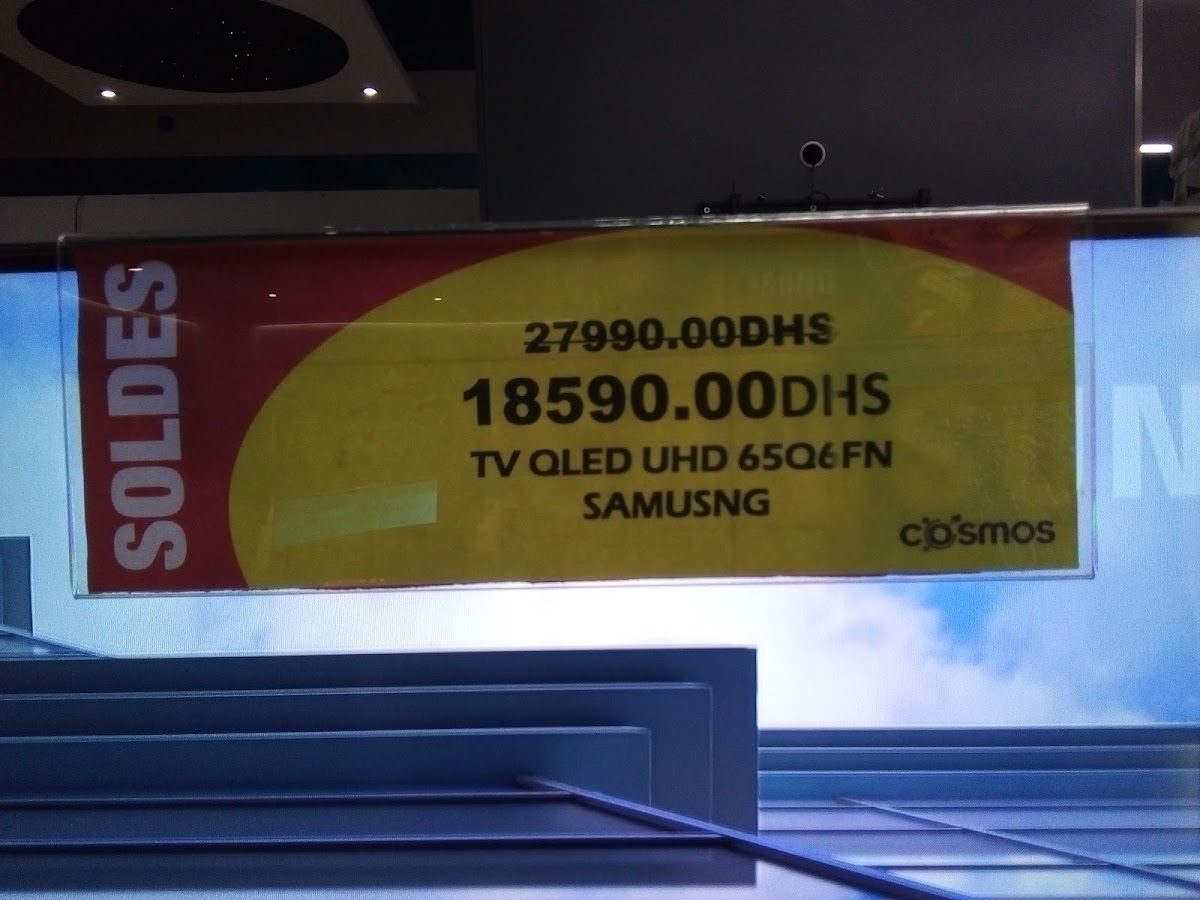 SOLDES
27990.00DHS
18590.00DHS
TV QLED UHD 65Q6FN
SAMUSNG
cosmos